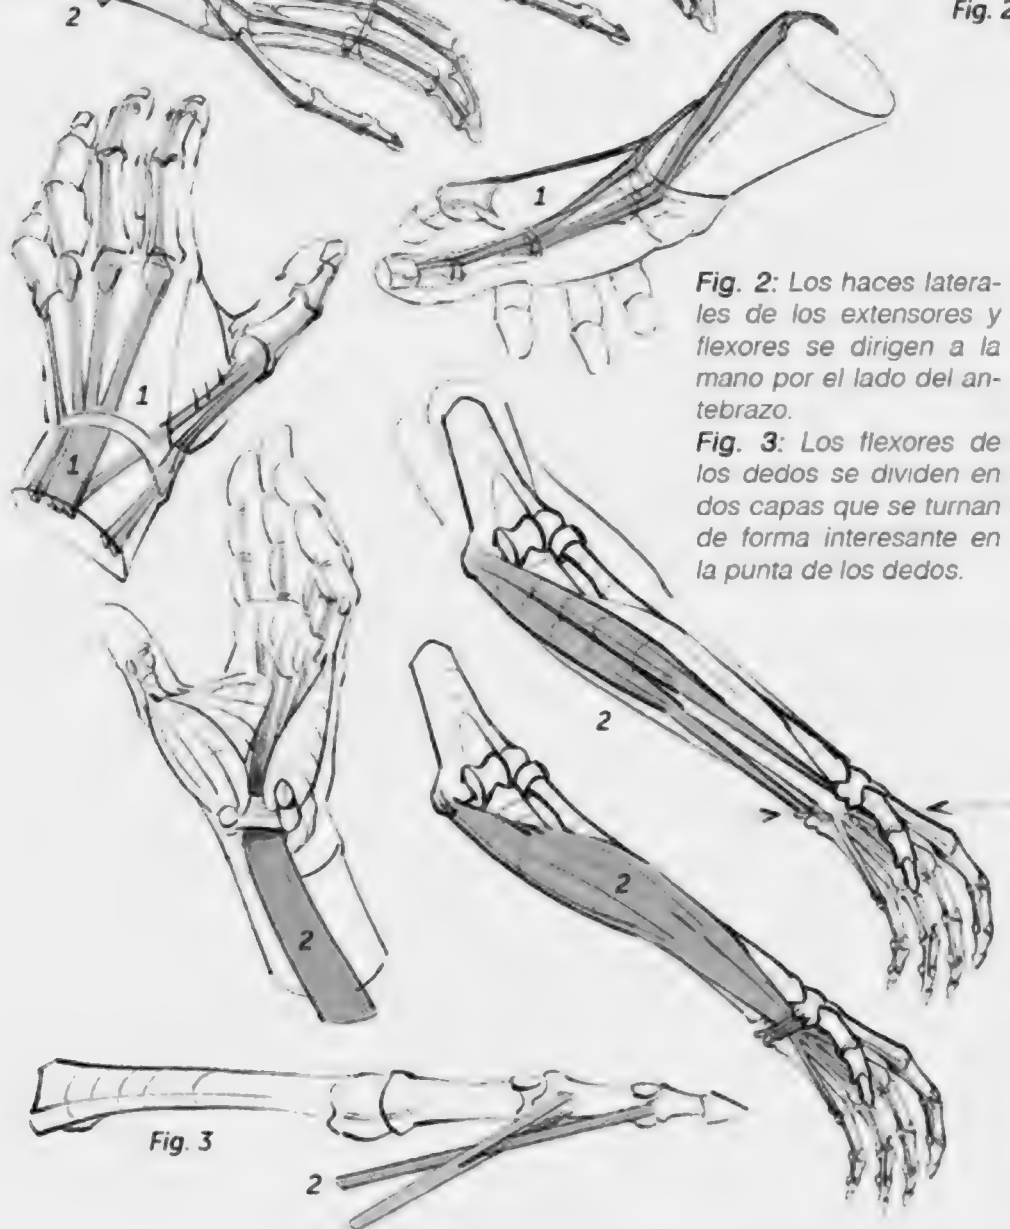 2
Fig. 2
1
Fig. 2: Los haces latera-
les de los extensores y
flexores se dirigen a la
mano por el lado del an-
tebrazo.
Fig. 3: Los flexores de
los dedos se dividen en
dos capas que se turnan
de forma interesante en
la punta de los dedos.
1
1
2
2
2
Fig. 3
2